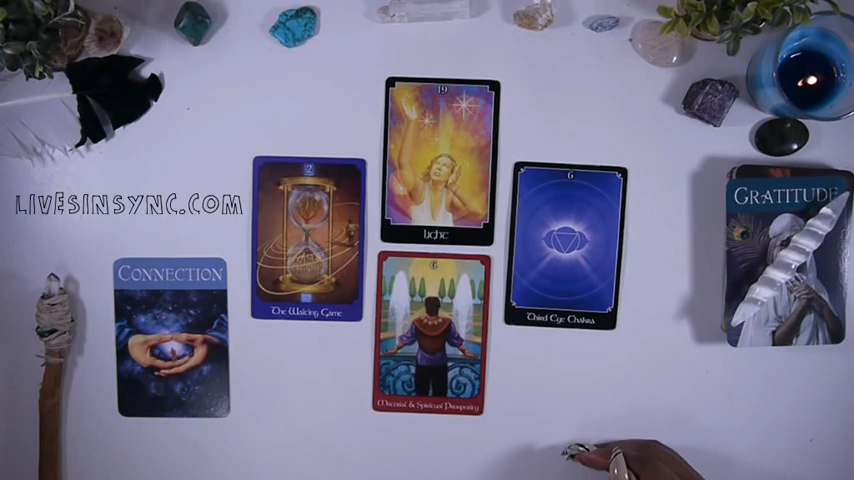 LIVESINSYNC.COM
CONNECTION
2
The Waiting Game
19
Light
6
Material & Spiritual Prosperity
6
Third Eye Chakra
GRATITUDE